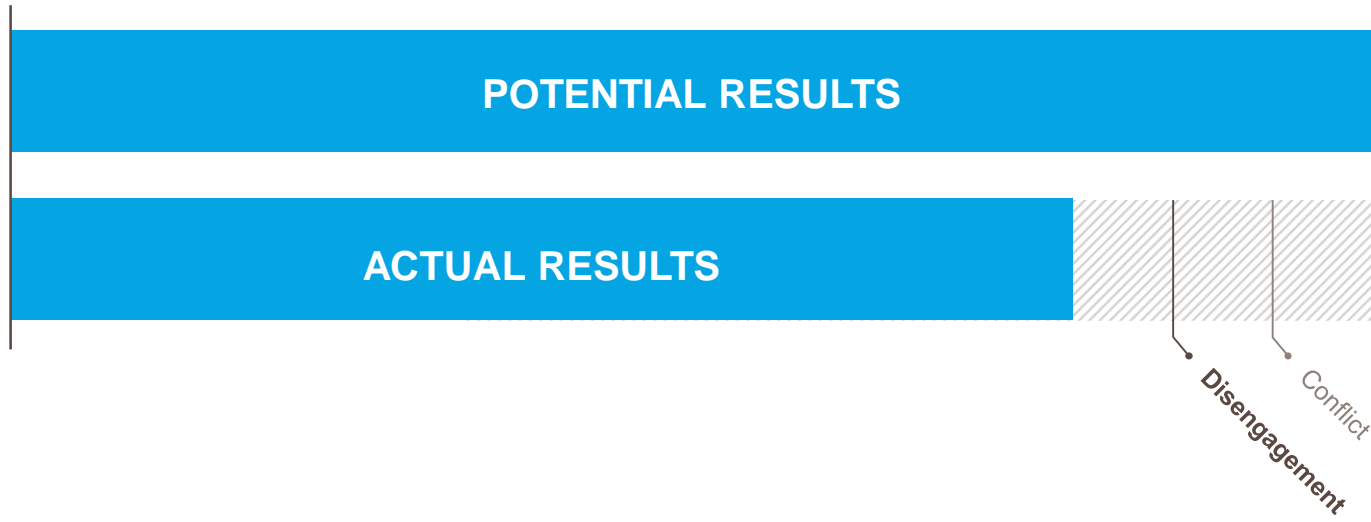 POTENTIAL RESULTS
ACTUAL RESULTS
Disengagement
Conflict